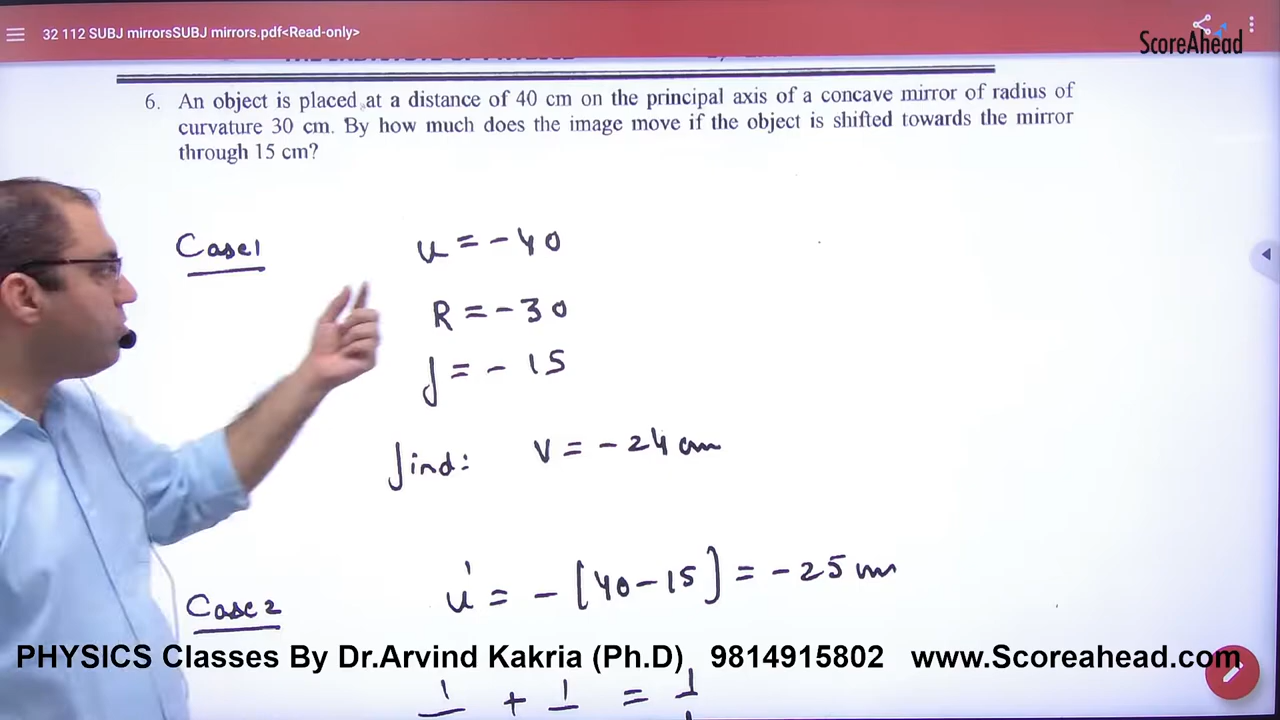 32 112 SUBJ mirrorsSUBJ mirrors.pdf<Read-only>
ScoreAhead
6. An object is placed at a distance of 40 cm on the principal axis of a concave mirror of radius of
curvature 30 cm. By how much does the image move if the object is shifted towards the mirror
through 15 cm?
Case1
u = -40
R = -30
f = -15
find: v = -24 cm
Case 2
u' = -[40-15] = -25 cm
PHYSICS Classes By Dr.Arvind Kakria (Ph.D) 9814915802 www.Scoreahead.com